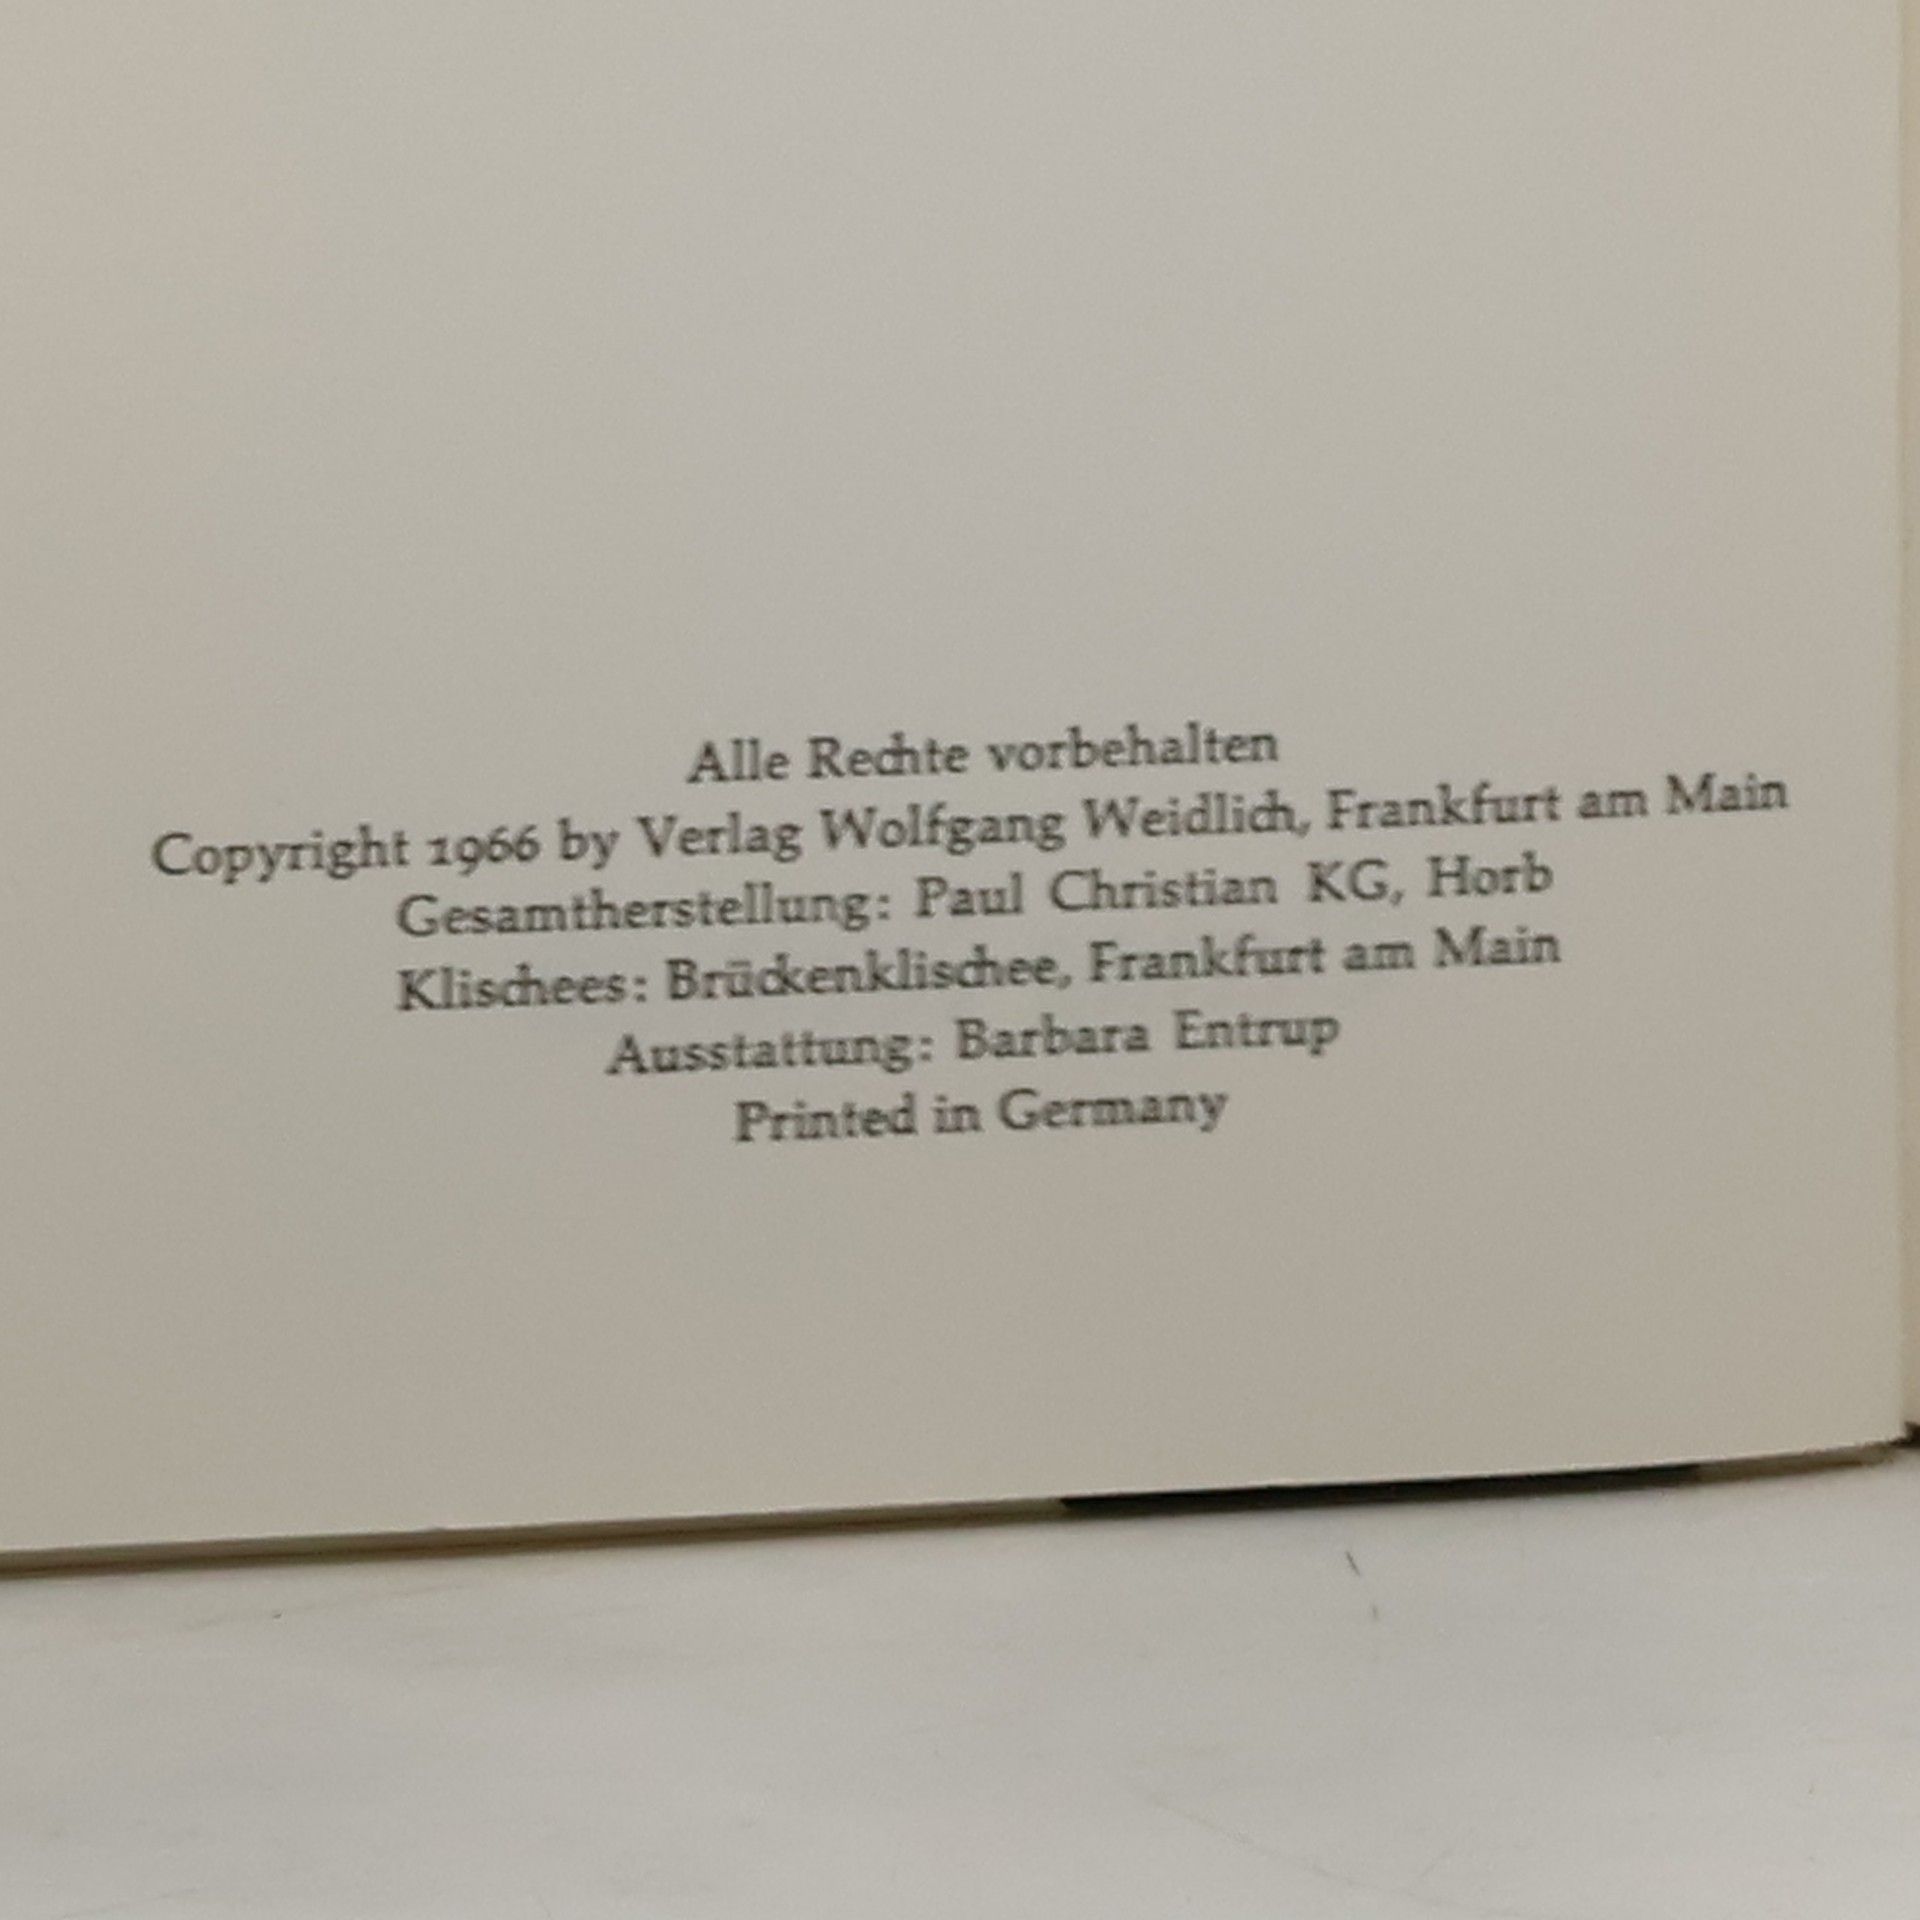 Alle Rechte vorbehalten
Copyright 1966 by Verlag Wolfgang Weidlich, Frankfurt am Main
Gesamtherstellung: Paul Christian KG, Horb
Klischees: Brückenklischee, Frankfurt am Main
Ausstattung: Barbara Entrup
Printed in Germany